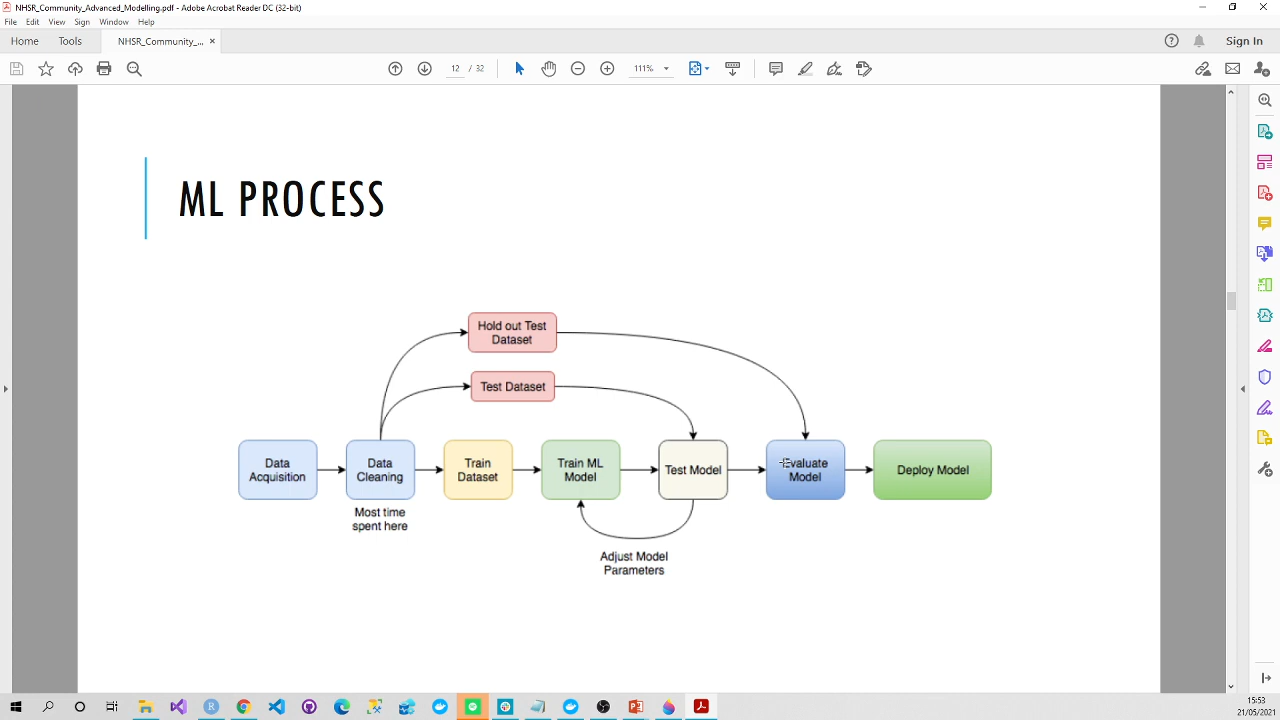 NHSR_Community_Advanced_Modelling.pdf - Adobe Acrobat Reader DC (32-bit)
File Edit View Sign Window Help
Home Tools NHSR_Community_... ×
Sign In
12 / 32
111%
ML PROCESS
Hold out Test
Dataset
Test Dataset
Data
Acquisition
Data
Cleaning
Train
Dataset
Train ML
Model
Test Model
Evaluate
Model
Deploy Model
Most time
spent here
Adjust Model
Parameters
15:53
21/05/2021